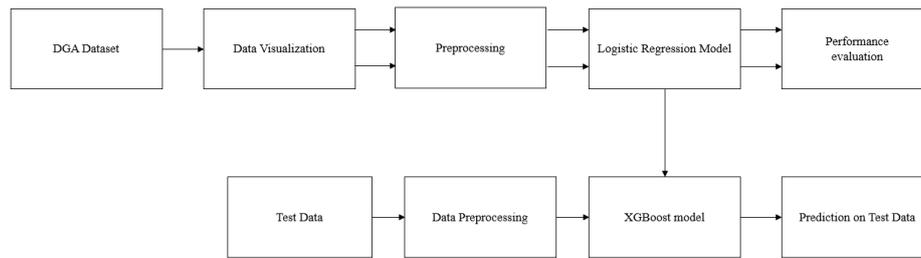 DGA Dataset
Data Visualization
Preprocessing
Logistic Regression Model
Performance
evaluation
Test Data
Data Preprocessing
XGBoost model
Prediction on Test Data